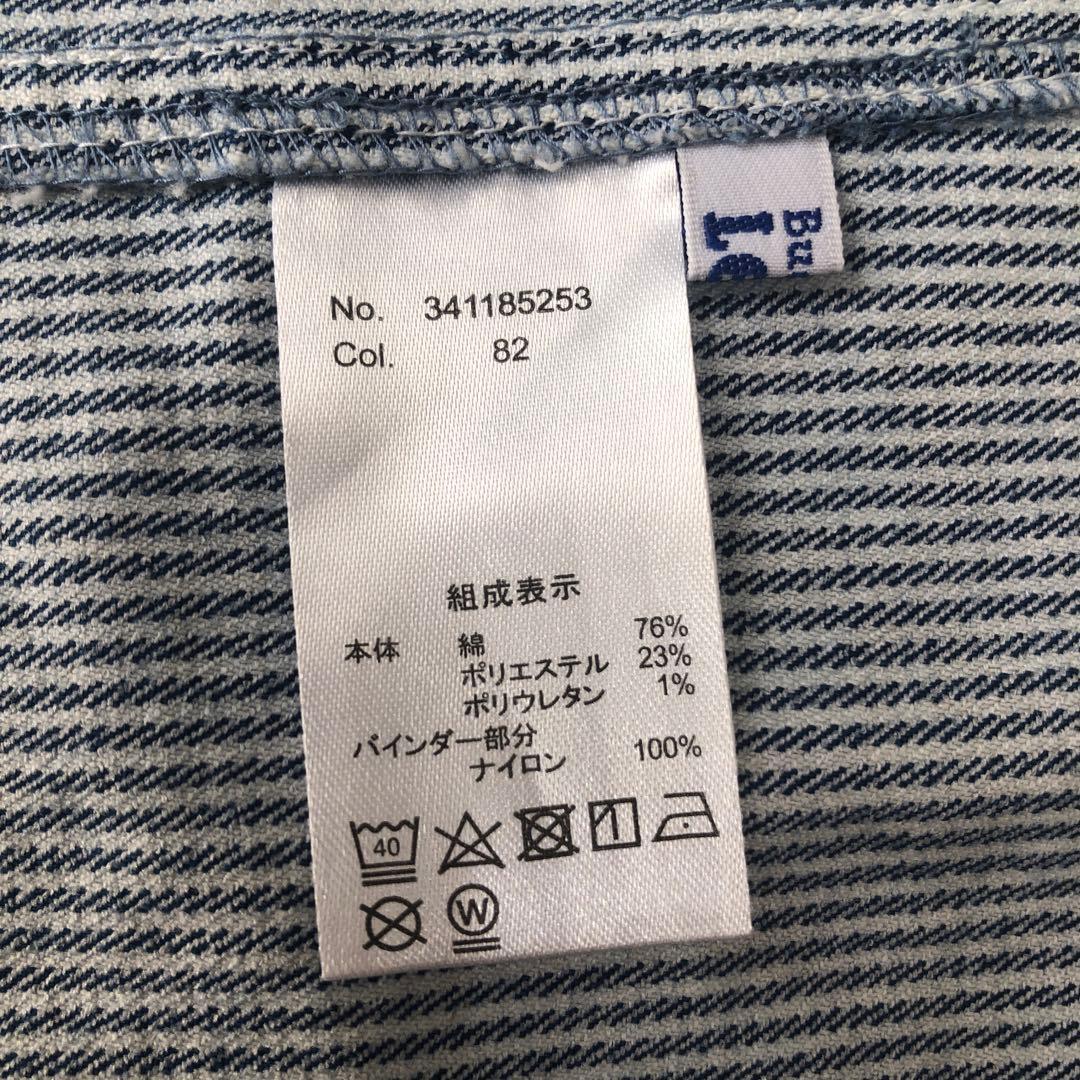 No. 341185253
Col. 82
組成表示
本体 綿 76%
ポリエステル 23%
ポリウレタン 1%
バインダー部分
ナイロン 100%
40
W